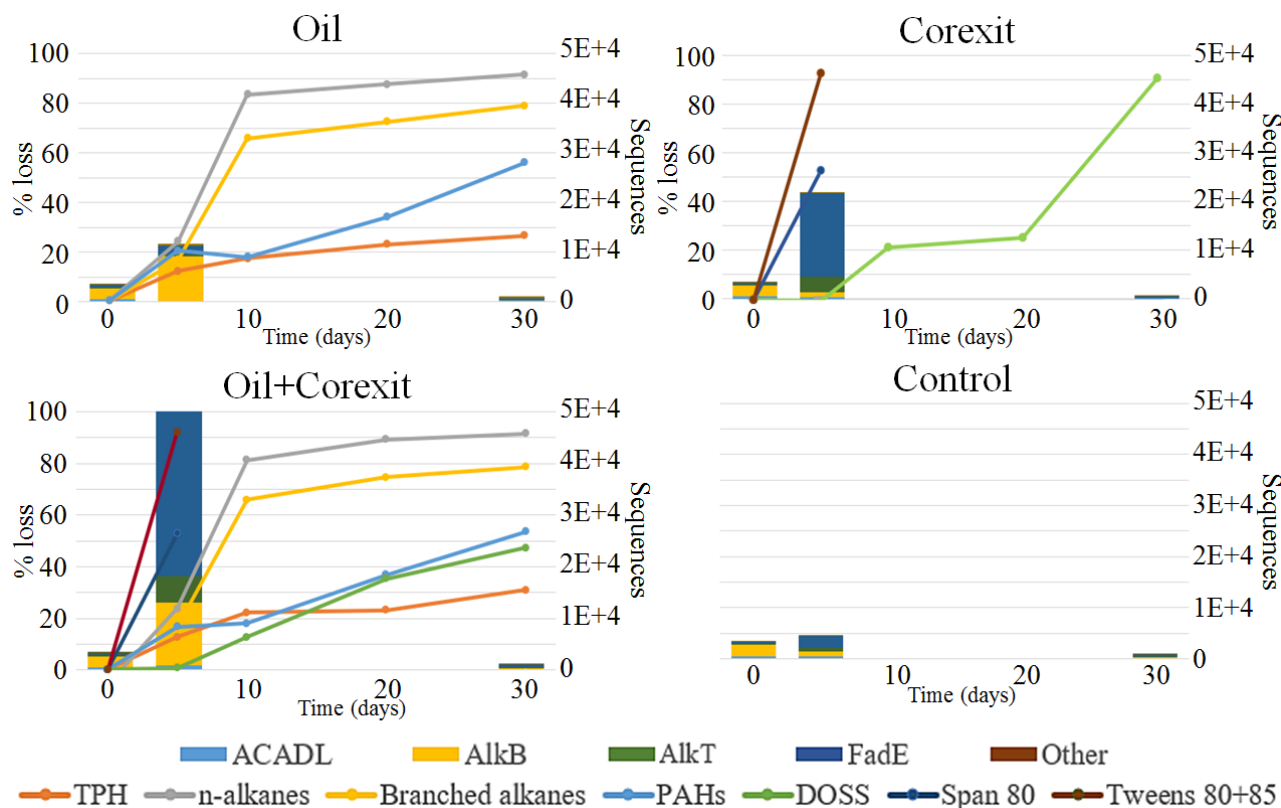 Oil
100
80
60
40
20
0
% loss
5E+4
4E+4
3E+4
2E+4
1E+4
0
Sequences
0 10 20 30
Time (days)
Corexit
100
80
60
40
20
0
% loss
5E+4
4E+4
3E+4
2E+4
1E+4
0
Sequences
0 10 20 30
Time (days)
Oil+Corexit
100
80
60
40
20
0
% loss
5E+4
4E+4
3E+4
2E+4
1E+4
0
Sequences
0 10 20 30
Time (days)
Control
5E+4
4E+4
3E+4
2E+4
1E+4
0
Sequences
0 10 20 30
Time (days)
ACADL AlkB AlkT FadE Other
TPH n-alkanes Branched alkanes PAHs DOSS Span 80 Tweens 80+85